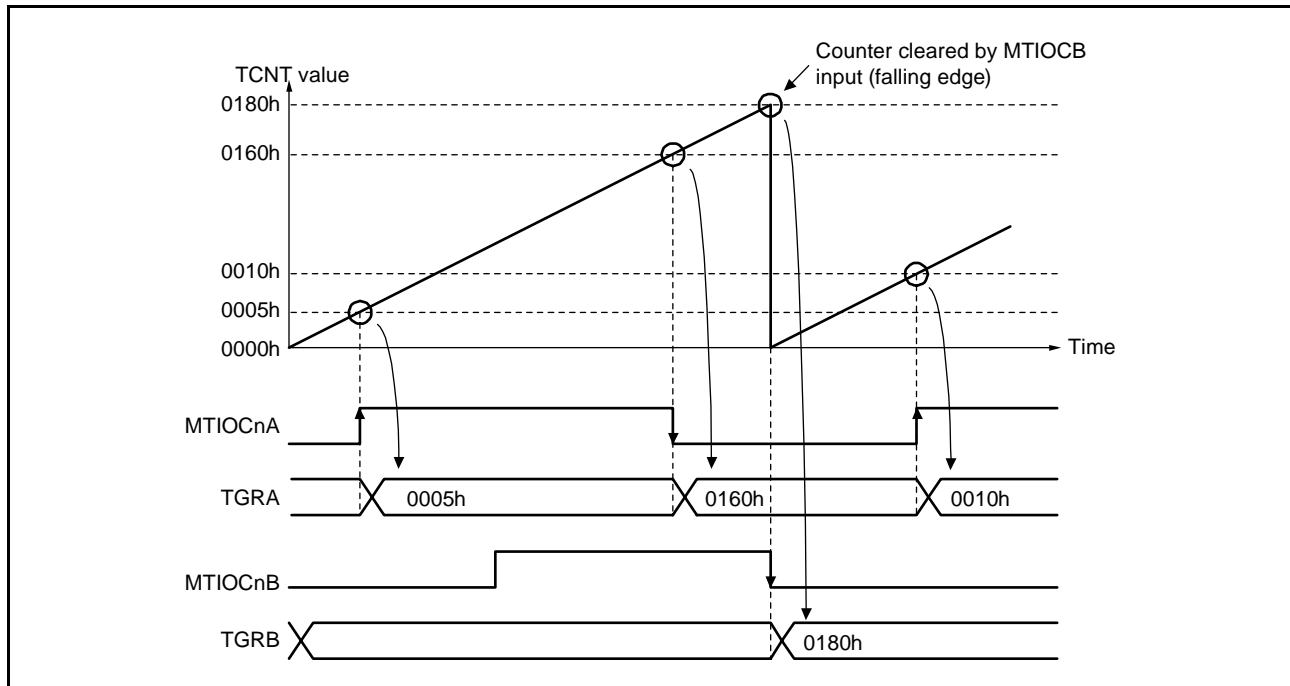 Counter cleared by MTIOCB
input (falling edge)
TCNT value
0180h
0160h
0010h
0005h
0000h
Time
MTIOCnA
TGRA
0005h
0160h
0010h
MTIOCnB
TGRB
0180h